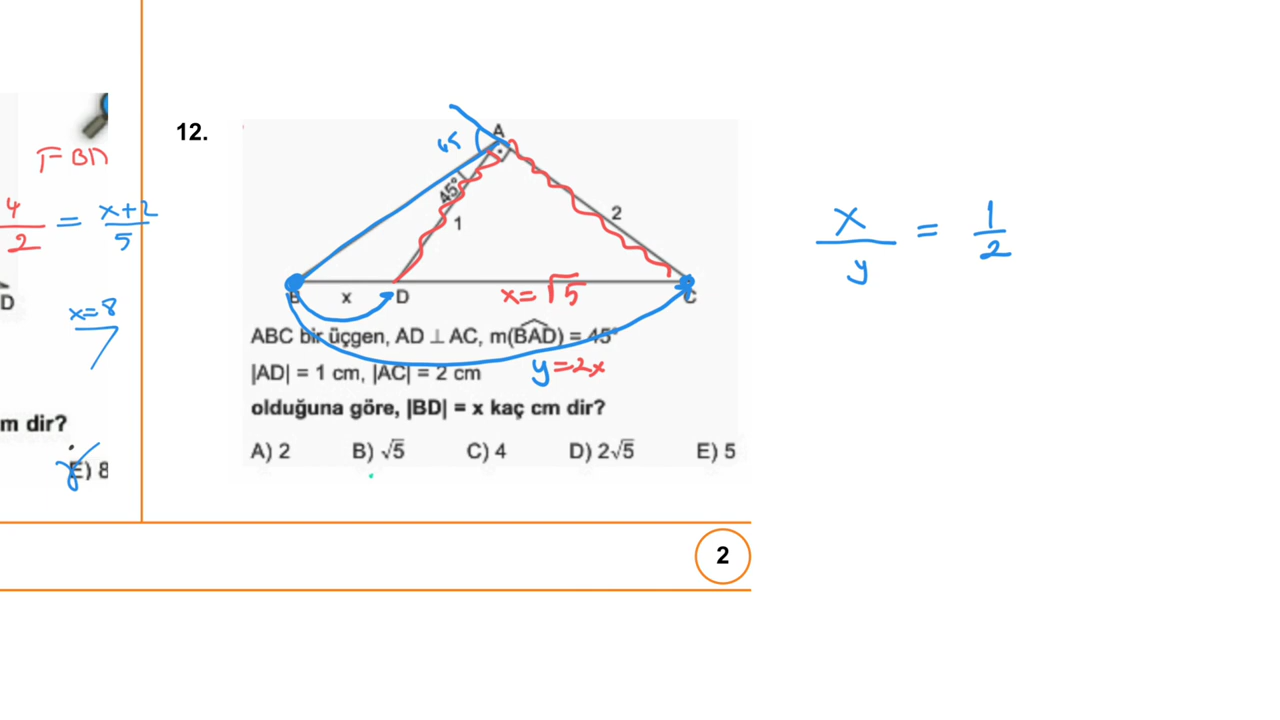 TF BD
4/2 = x+2/5
D
x=8
m dir?
E) 8
12.
A
45
45°
1
2
B x D C
x=√5
ABC bir üçgen, AD ⊥ AC, m(BAD) = 45°
|AD| = 1 cm, |AC| = 2 cm
y=2x
olduğuna göre, |BD| = x kaç cm dir?
A) 2 B) √5 C) 4 D) 2√5 E) 5
x/y = 1/2
2